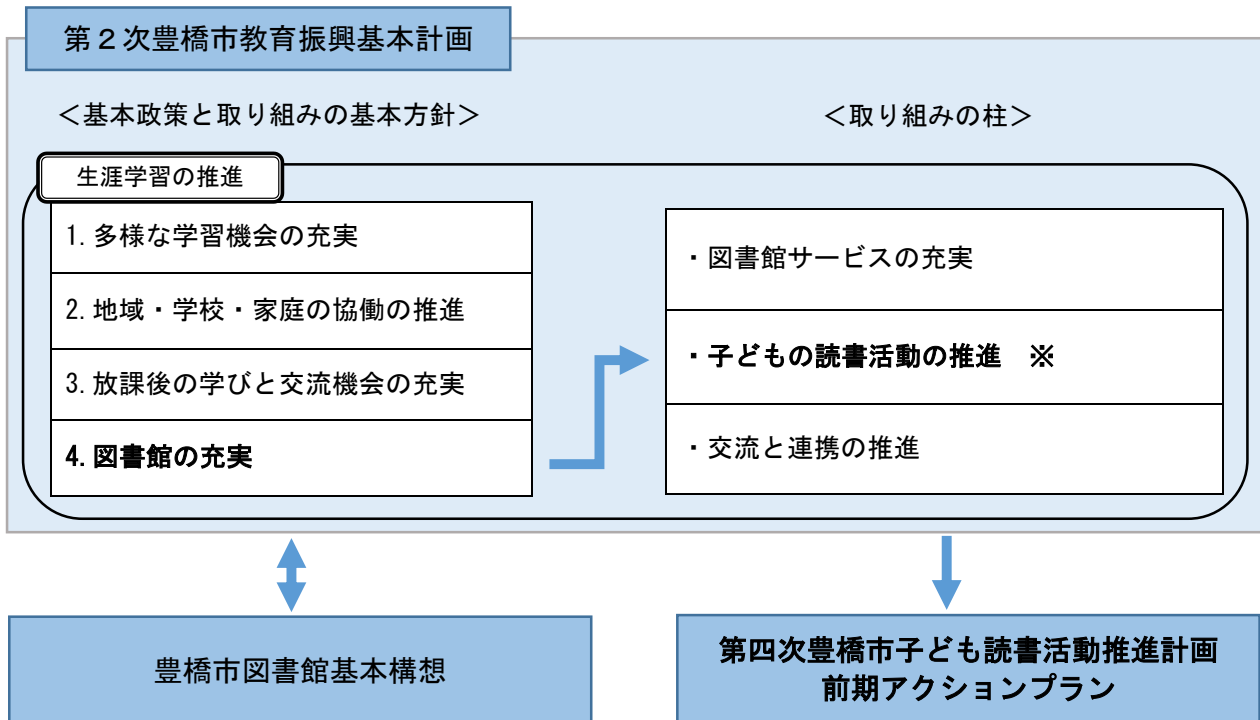 第２次豊橋市教育振興基本計画
＜基本政策と取り組みの基本方針＞
＜取り組みの柱＞
生涯学習の推進
1.多様な学習機会の充実
2.地域・学校・家庭の協働の推進
3.放課後の学びと交流機会の充実
4.図書館の充実
・図書館サービスの充実
・子どもの読書活動の推進　※
・交流と連携の推進
豊橋市図書館基本構想
第四次豊橋市子ども読書活動推進計画
前期アクションプラン